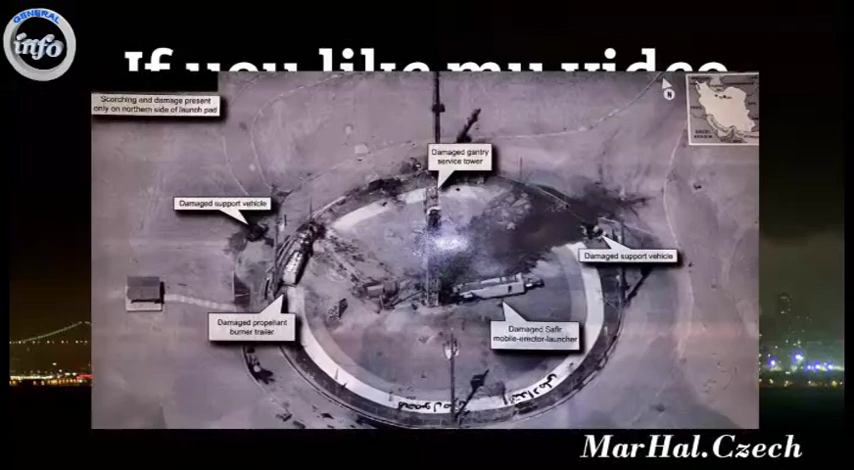 GENERAL
info
If you like my video
Scorching and damage present
only on northern side of launch pad
N
Damaged gantry
service tower
Damaged support vehicle
Damaged support vehicle
Damaged propellant
burner trailer
Damaged Safir
mobile-erector-launcher
MarHal.Czech